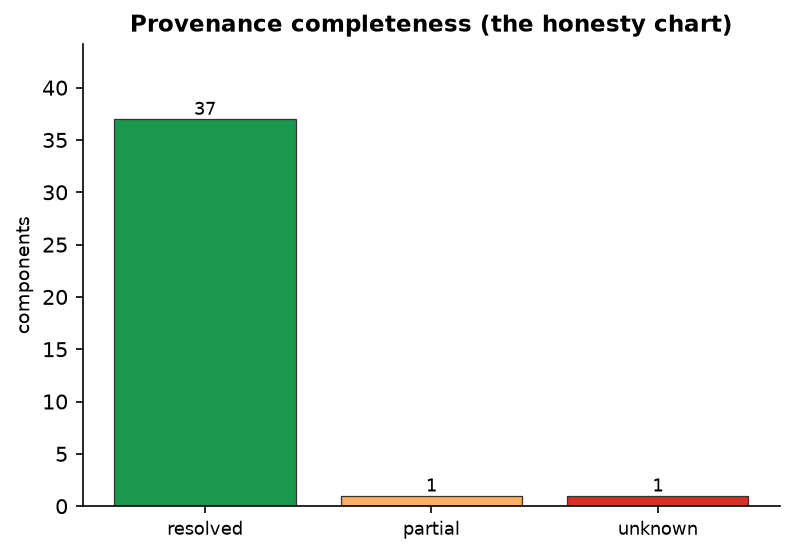 Provenance completeness (the honesty chart)
components
40
35
30
25
20
15
10
5
0
37
1
1
resolved
partial
unknown